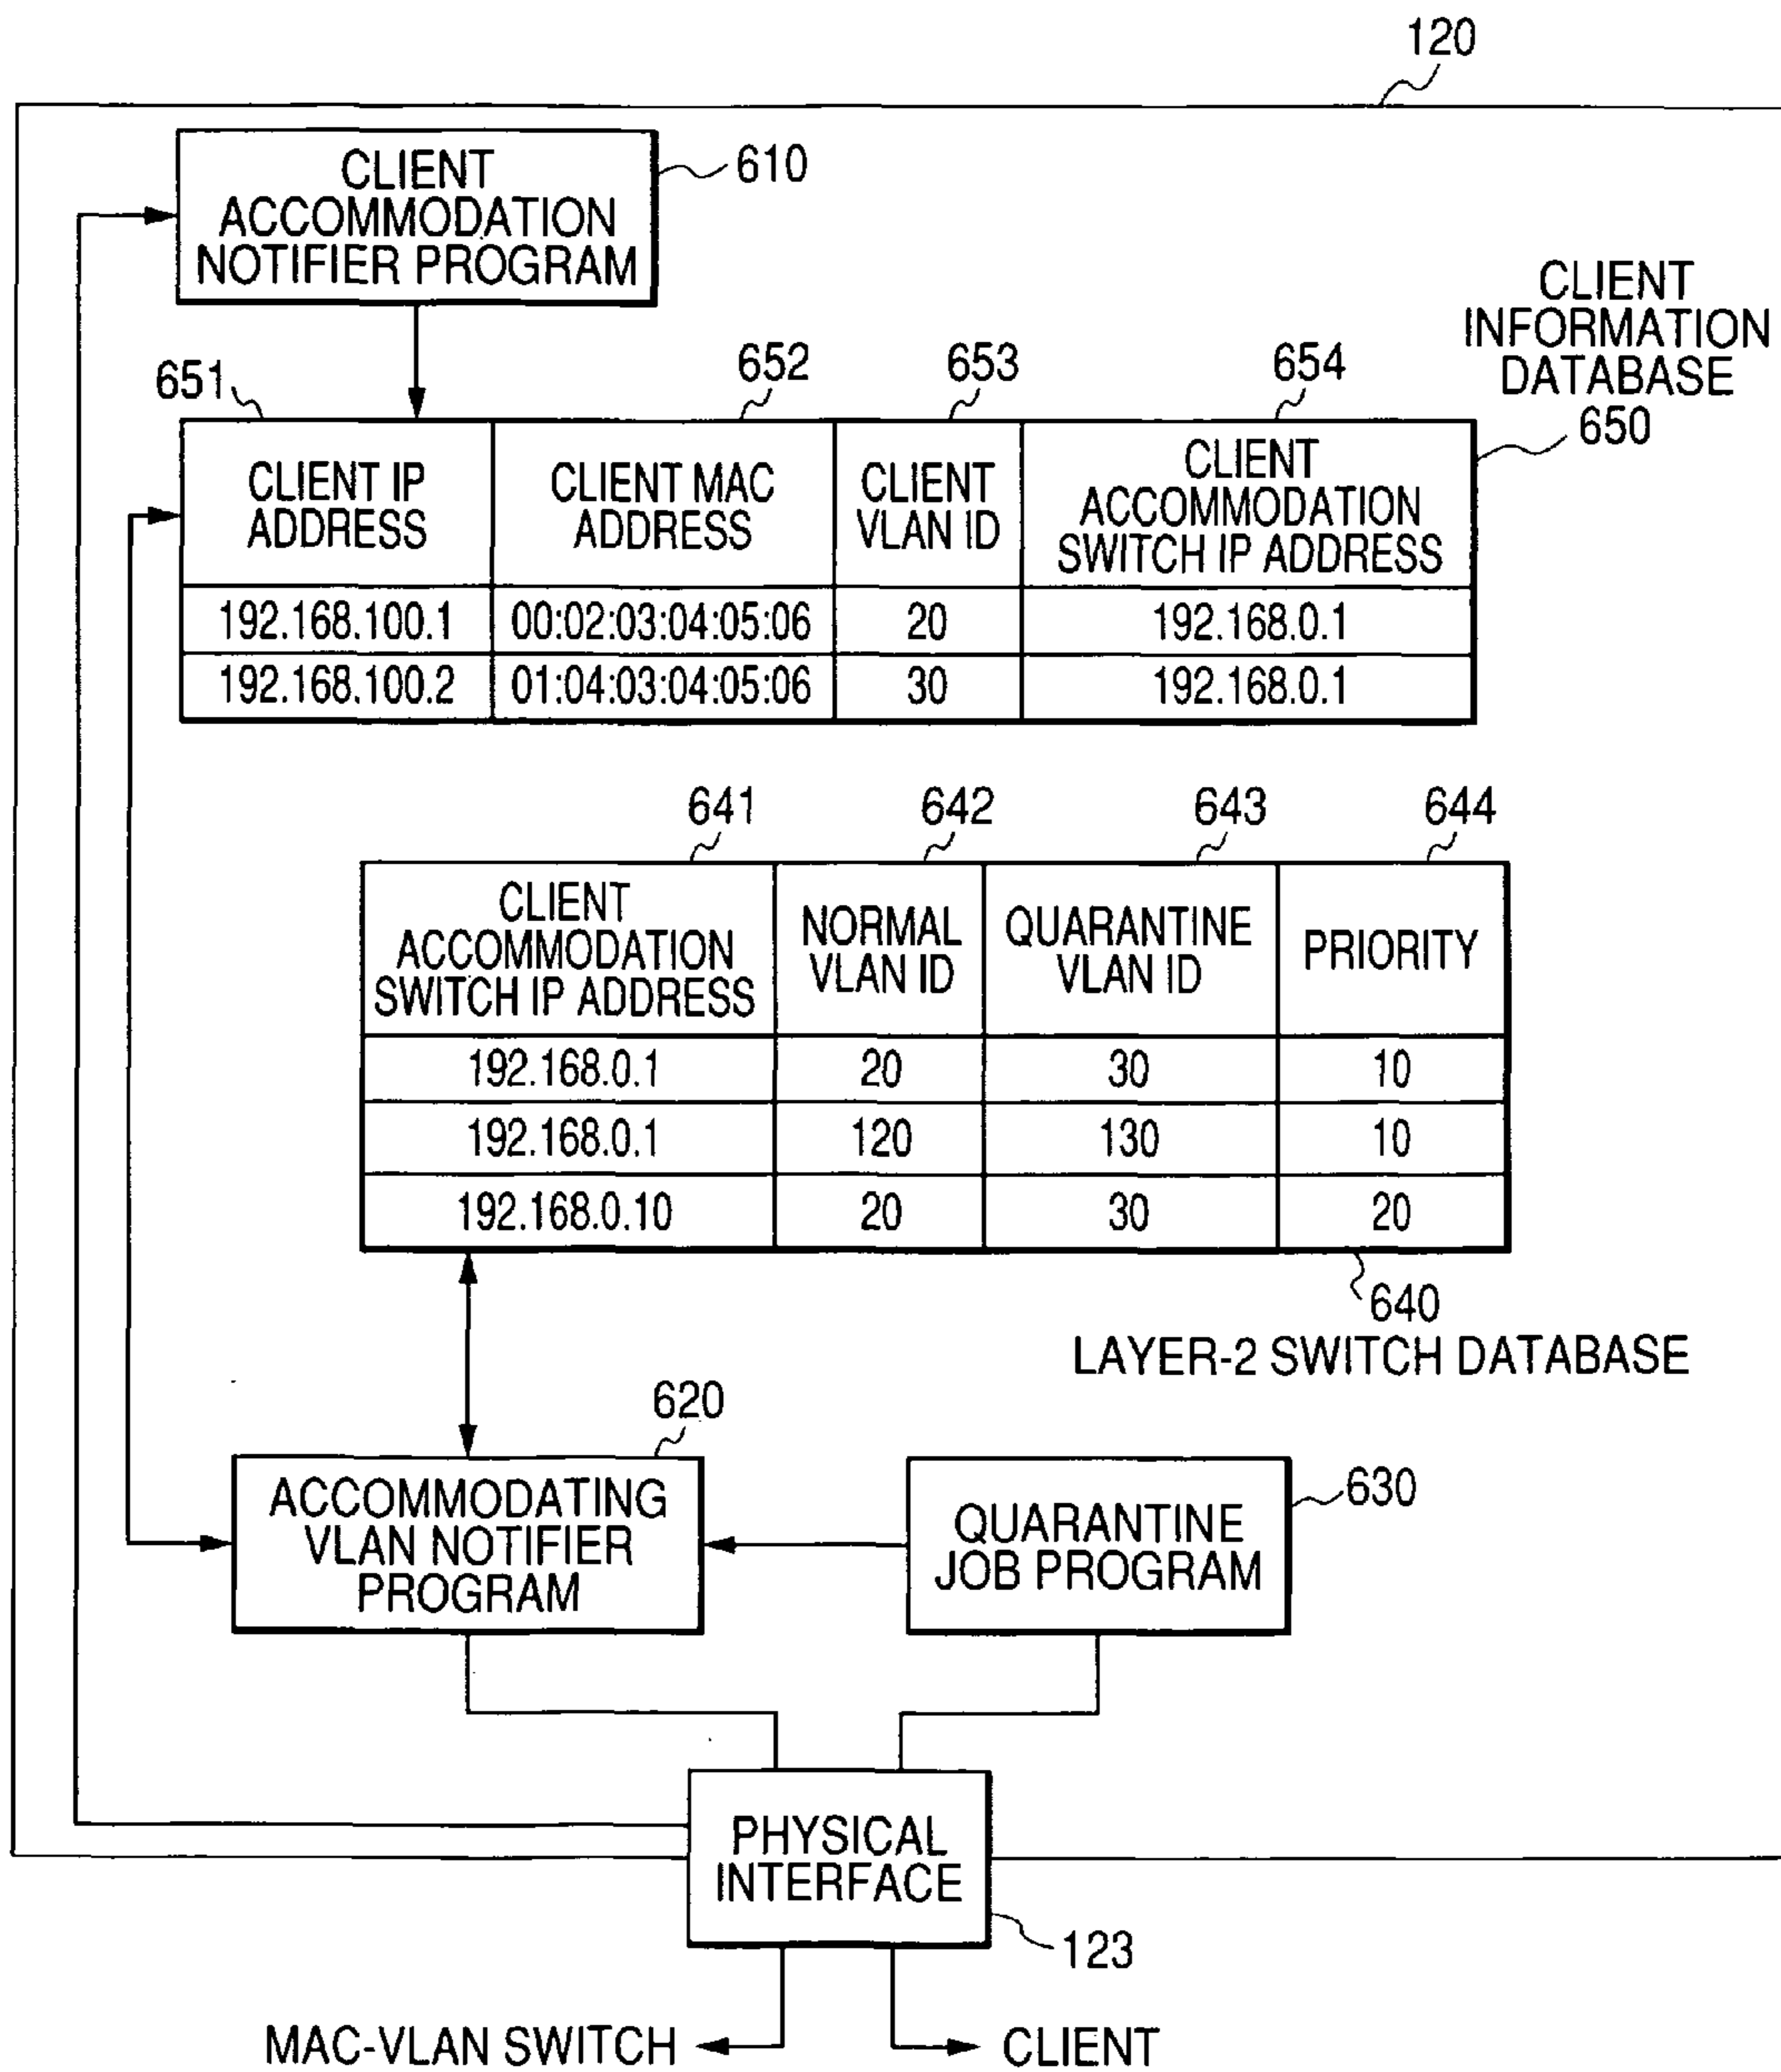 120
CLIENT
ACCOMMODATION
NOTIFIER PROGRAM
610
CLIENT
INFORMATION
DATABASE
650
651
652
653
654
CLIENT IP
ADDRESS
CLIENT MAC
ADDRESS
CLIENT
VLAN ID
CLIENT
ACCOMMODATION
SWITCH IP ADDRESS
192.168.100.1 00:02:03:04:05:06 20 192.168.0.1
192.168.100.2 01:04:03:04:05:06 30 192.168.0.1
641
642
643
644
CLIENT
ACCOMMODATION
SWITCH IP ADDRESS
NORMAL
VLAN ID
QUARANTINE
VLAN ID
PRIORITY
192.168.0.1 20 30 10
192.168.0.1 120 130 10
192.168.0.10 20 30 20
640
LAYER-2 SWITCH DATABASE
620
ACCOMMODATING
VLAN NOTIFIER
PROGRAM
QUARANTINE
JOB PROGRAM
630
PHYSICAL
INTERFACE
123
MAC-VLAN SWITCH
CLIENT